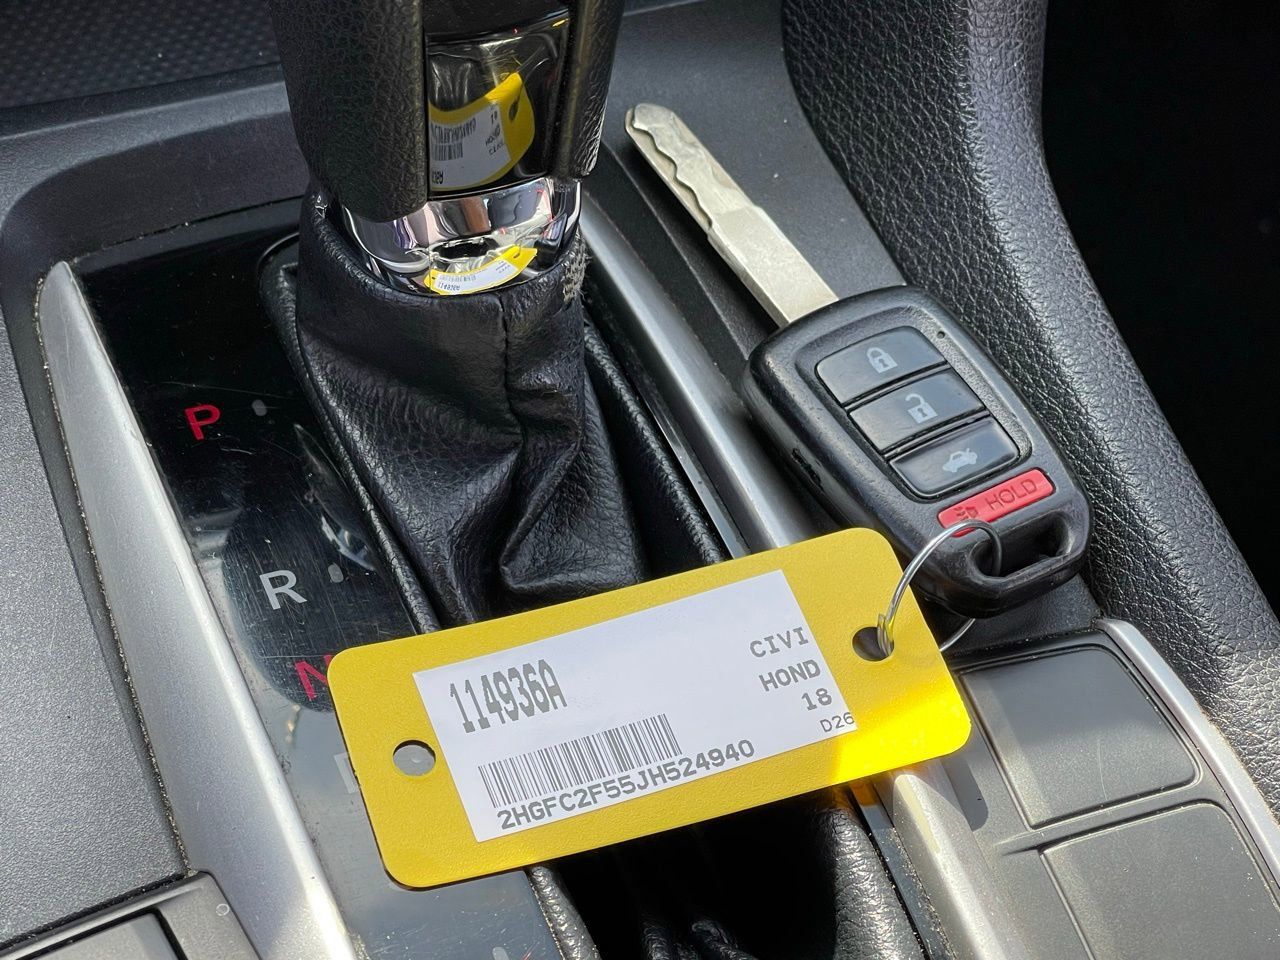 P
R
N
HOLD
114936A
CIVI
HOND
18
D26
2HGFC2F55JH524940